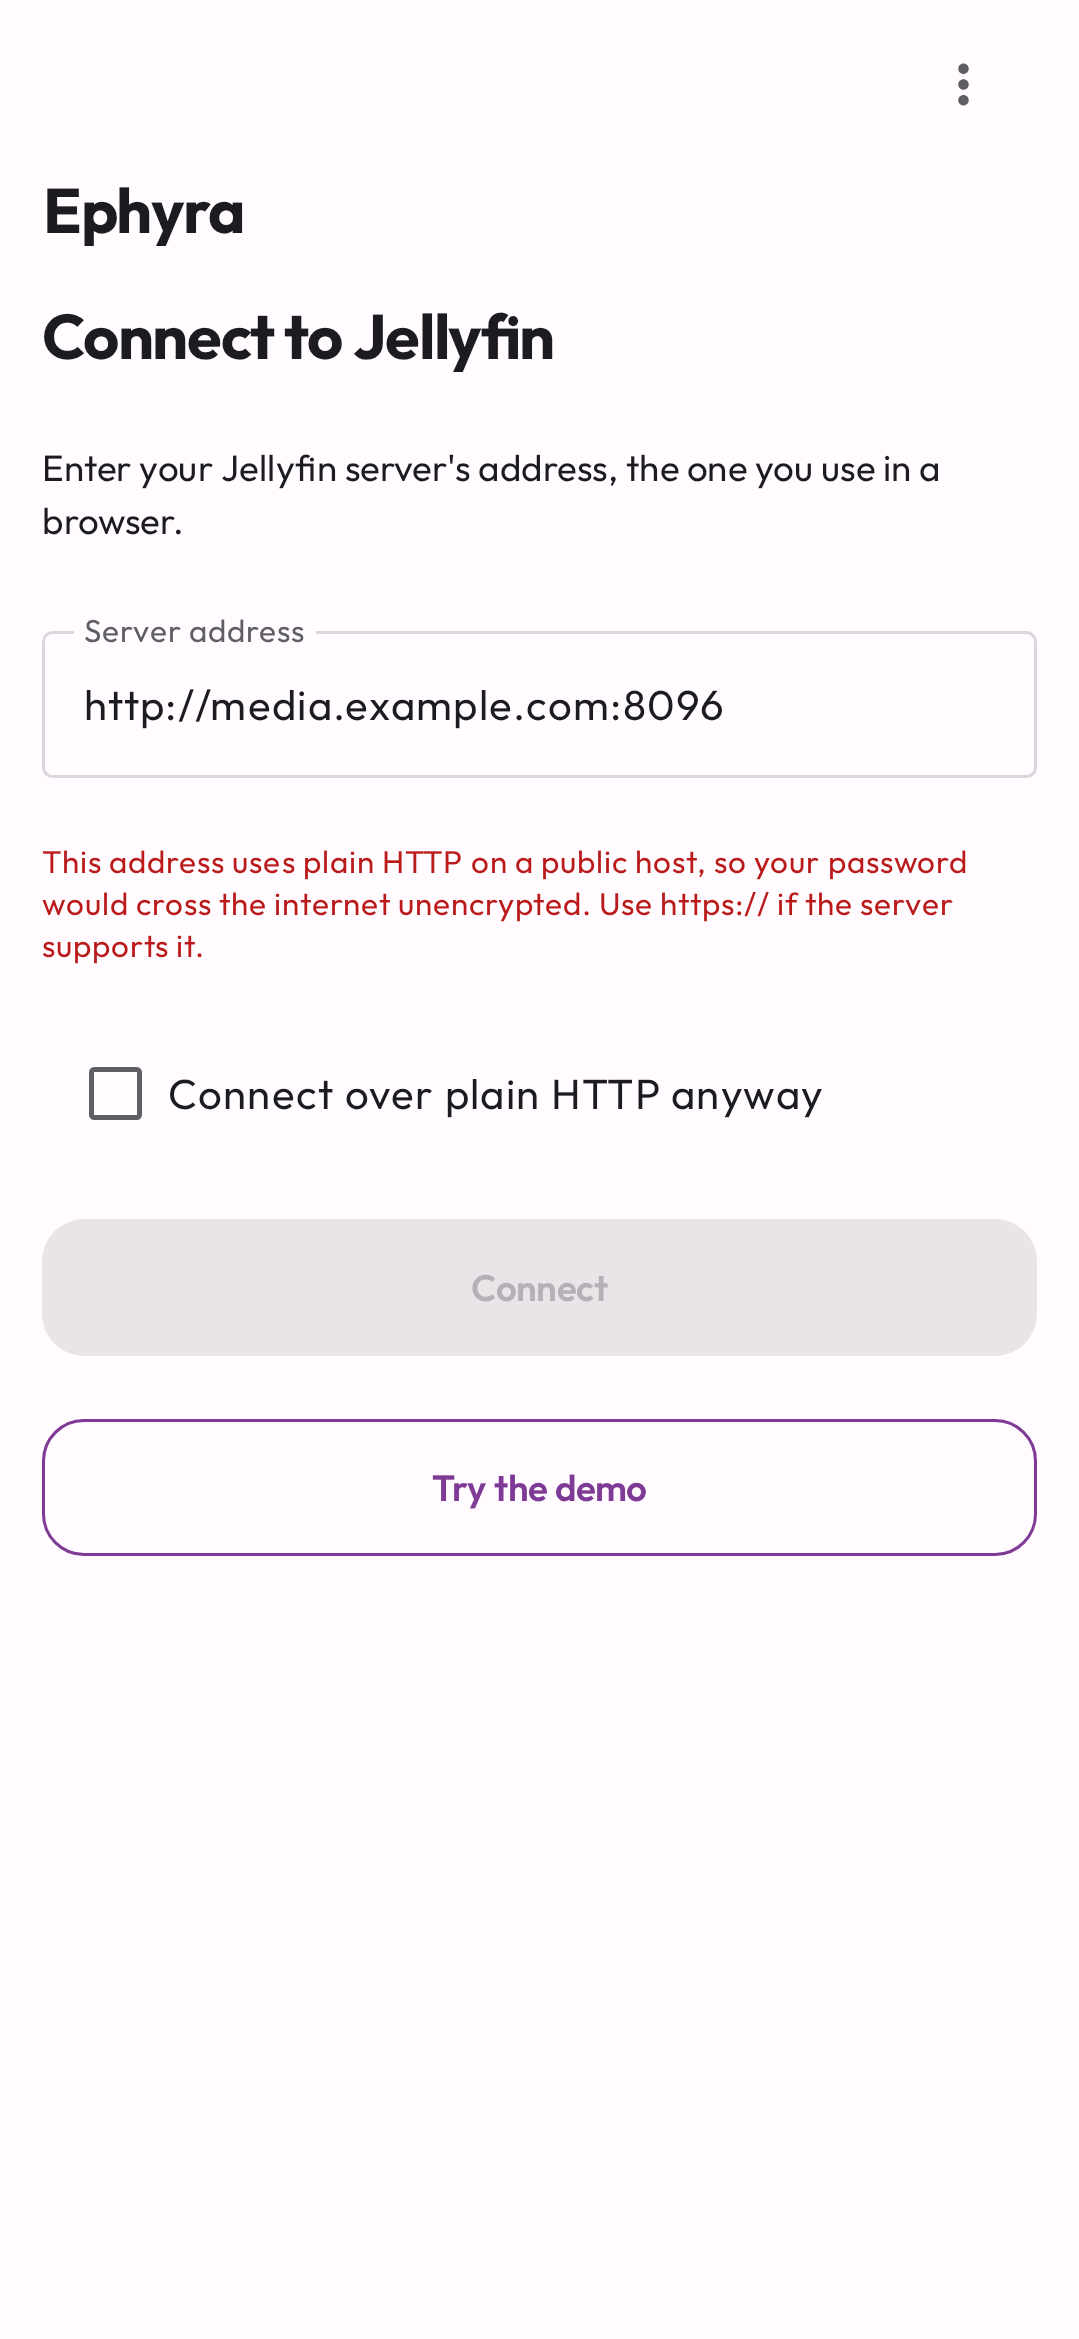 Ephyra
Connect to Jellyfin
Enter your Jellyfin server's address, the one you use in a
browser.
Server address
http://media.example.com:8096
This address uses plain HTTP on a public host, so your password
would cross the internet unencrypted. Use https:// if the server
supports it.
Connect over plain HTTP anyway
Connect
Try the demo